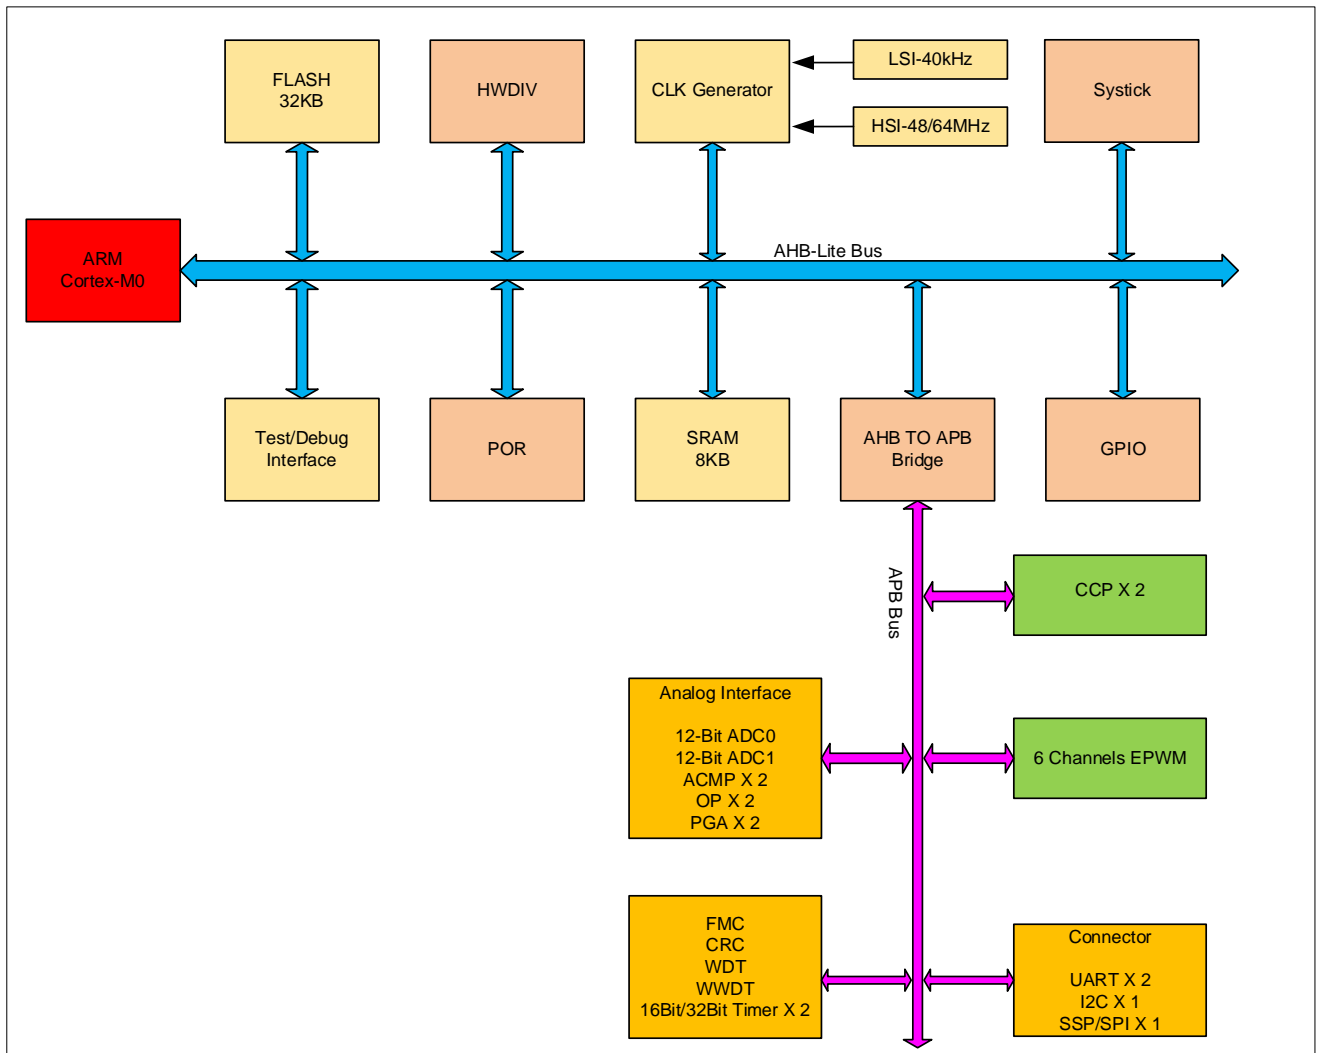 FLASH
32KB
HWDIV
CLK Generator
LSI-40kHz
HSI-48/64MHz
Systick
ARM
Cortex-M0
AHB-Lite Bus
Test/Debug
Interface
POR
SRAM
8KB
AHB TO APB
Bridge
GPIO
APB Bus
CCP X 2
Analog Interface
12-Bit ADC0
12-Bit ADC1
ACMP X 2
OP X 2
PGA X 2
6 Channels EPWM
FMC
CRC
WDT
WWDT
16Bit/32Bit Timer X 2
Connector
UART X 2
I2C X 1
SSP/SPI X 1